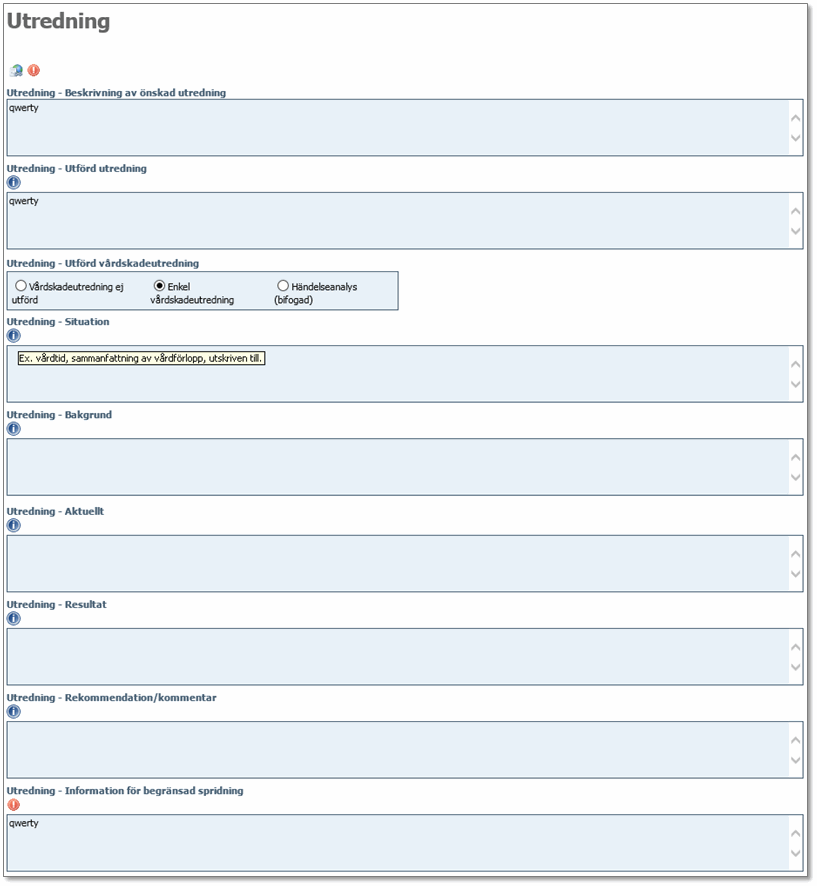 Utredning
Utredning - Beskrivning av önskad utredning
qwerty
Utredning - Utförd utredning
qwerty
Utredning - Utförd vårdskadeutredning
Vårdskadeutredning ej utförd
Enkel vårdskadeutredning
Händelseanalys (bifogad)
Utredning - Situation
Ex. vårdtid, sammanfattning av vårdförlopp, utskriven till.
Utredning - Bakgrund
Utredning - Aktuellt
Utredning - Resultat
Utredning - Rekommendation/kommentar
Utredning - Information för begränsad spridning
qwerty